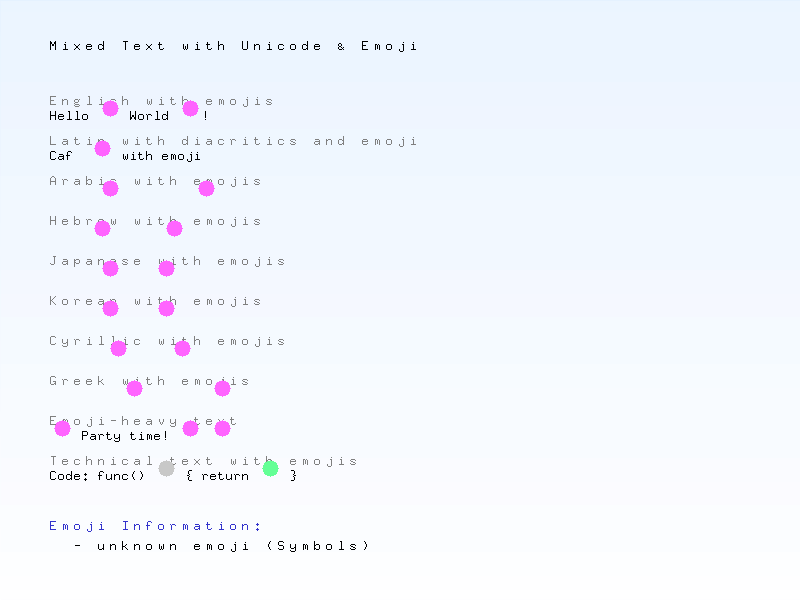 Mixed Text with Unicode & Emoji
English with emojis
Hello World !
Latin with diacritics and emoji
Caf with emoji
Arabic with emojis
Hebrew with emojis
Japanese with emojis
Korean with emojis
Cyrillic with emojis
Greek with emojis
Emoji-heavy text
Party time!
Technical text with emojis
Code: func() { return }
Emoji Information:
- unknown emoji (Symbols)